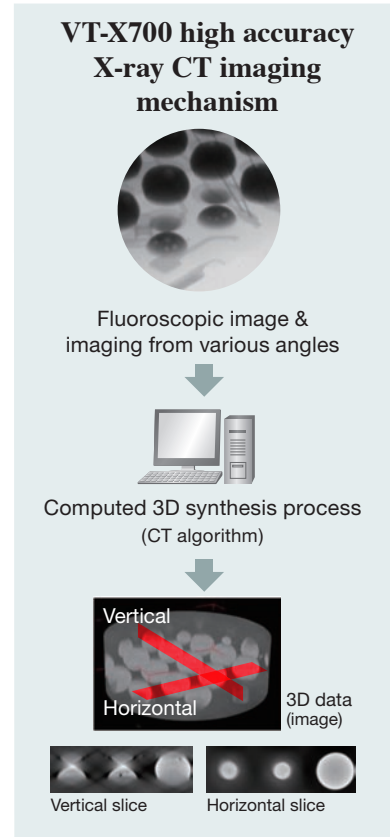 VT-X700 high accuracy
X-ray CT imaging
mechanism
Fluoroscopic image &
imaging from various angles
Computed 3D synthesis process
(CT algorithm)
Vertical
Horizontal
3D data
(image)
Vertical slice
Horizontal slice